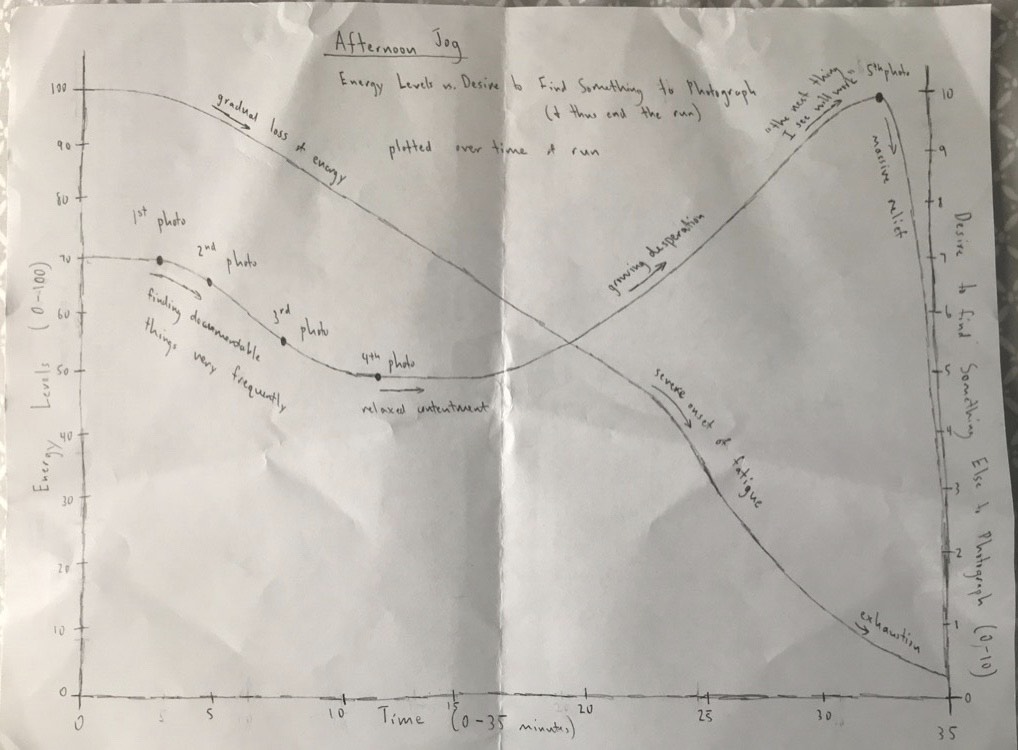 Afternoon Jog
Energy Levels vs. Desire to Find Something to Photograph
(& thus end the run)
plotted over time of run
100
90
80
70
60
50
40
30
20
10
0
Energy Levels (0-100)
gradual loss of energy
1st photo
2nd photo
3rd photo
4th photo
finding documentable
things very frequently
relaxed
growing desperation
"the next thing
I see will work"
5th photo
massive relief
severe onset of fatigue
exhaustion
10
9
8
7
6
5
4
3
2
1
0
Desire to find Something Else to Photograph (0-10)
0
5
10
15
20
25
30
35
Time (0-35 minutes)